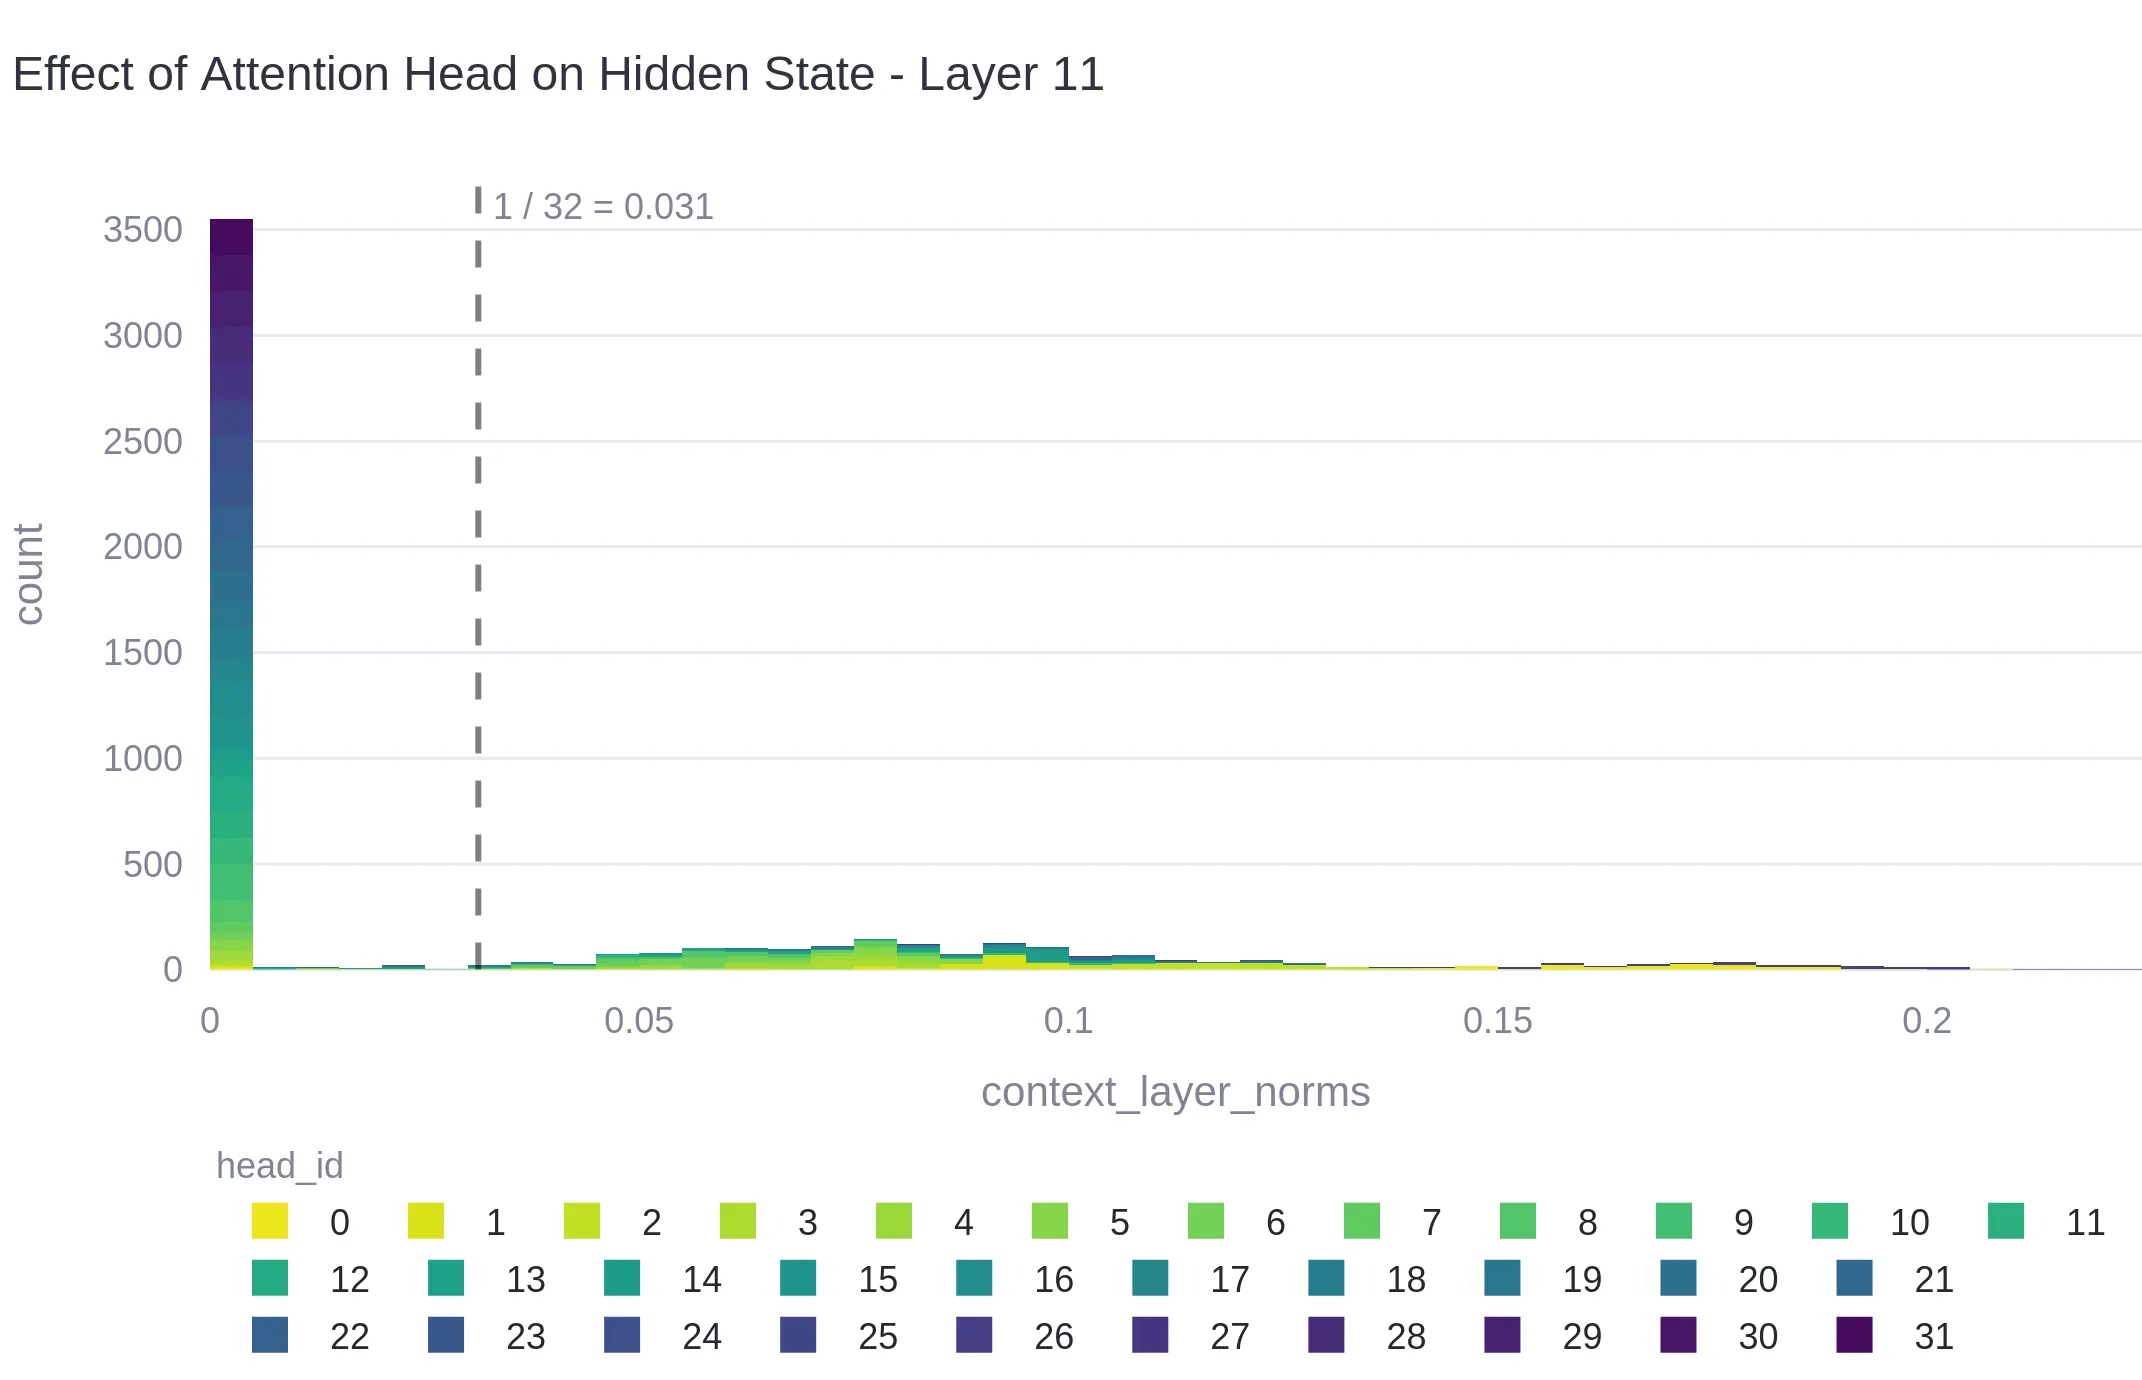 Effect of Attention Head on Hidden State - Layer 11
1 / 32 = 0.031
3500
3000
2500
2000
1500
1000
500
0
count
0 0.05 0.1 0.15 0.2
context_layer_norms
head_id
0 1 2 3 4 5 6 7 8 9 10 11
12 13 14 15 16 17 18 19 20 21
22 23 24 25 26 27 28 29 30 31